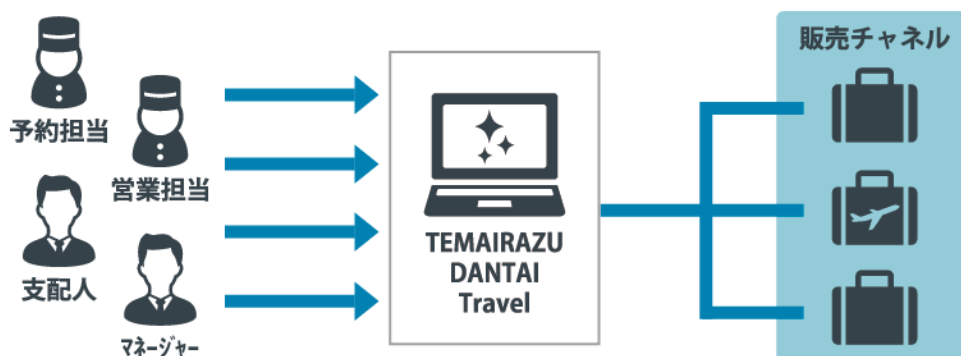 予約担当
営業担当
支配人
マネージャー
TEMAIRAZU
DANTAI
Travel
販売チャネル